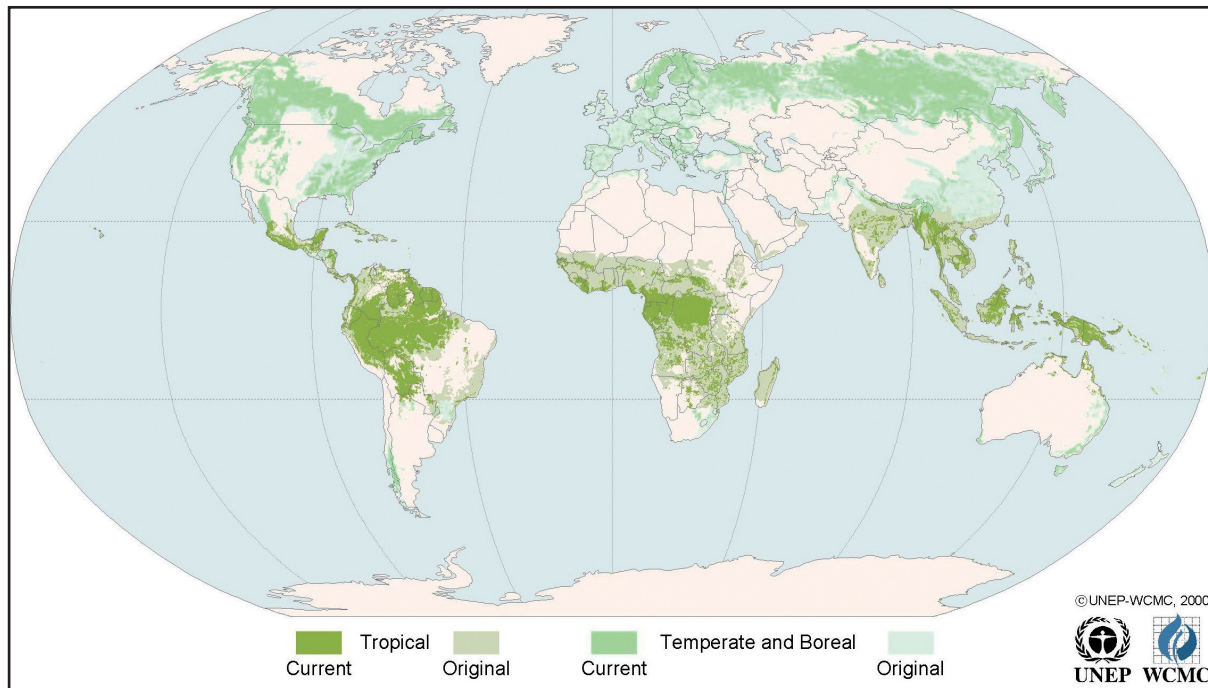 ©UNEP-WCMC, 2000
Tropical Temperate and Boreal
Current Original Current Original
UNEP WCMC